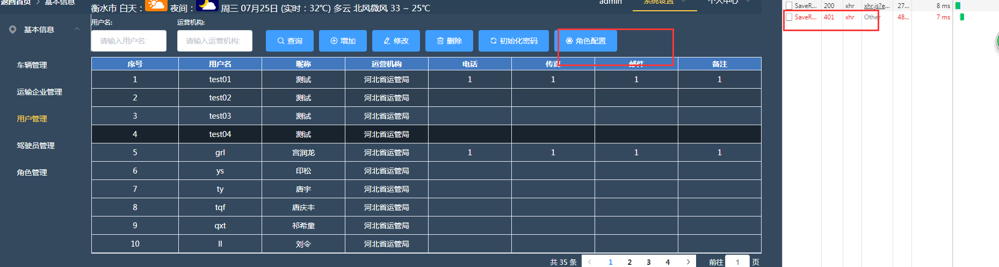 返回首页 > 基本信息
衡水市 白天： 夜间： 周三 07月25日 (实时：32℃) 多云 北风微风 33 ~ 25℃
admin 系统设置 个人中心
基本信息
车辆管理
运输企业管理
用户管理
驾驶员管理
角色管理
用户名: 运营机构:
请输入用户名: 请输入运营机构: 查询 增加 修改 删除 初始化密码 角色配置
序号 用户名 昵称 运营机构 电话 传真 邮件 备注
1 test01 测试 河北省运管局 1 1 1 1
2 test02 测试 河北省运管局
3 test03 测试 河北省运管局
4 test04 测试 河北省运管局
5 grl 宫润龙 河北省运管局 1 1 1 1
6 ys 印松 河北省运管局
7 ty 唐宇 河北省运管局
8 tqf 唐庆丰 河北省运管局
9 qxt 祁希童 河北省运管局
10 ll 刘令 河北省运管局
共 35 条 < 1 2 3 4 > 前往 1 页
SaveR... 200 xhr xhr.js?e... 27... 8 ms
SaveR... 401 xhr Other 48... 7 ms